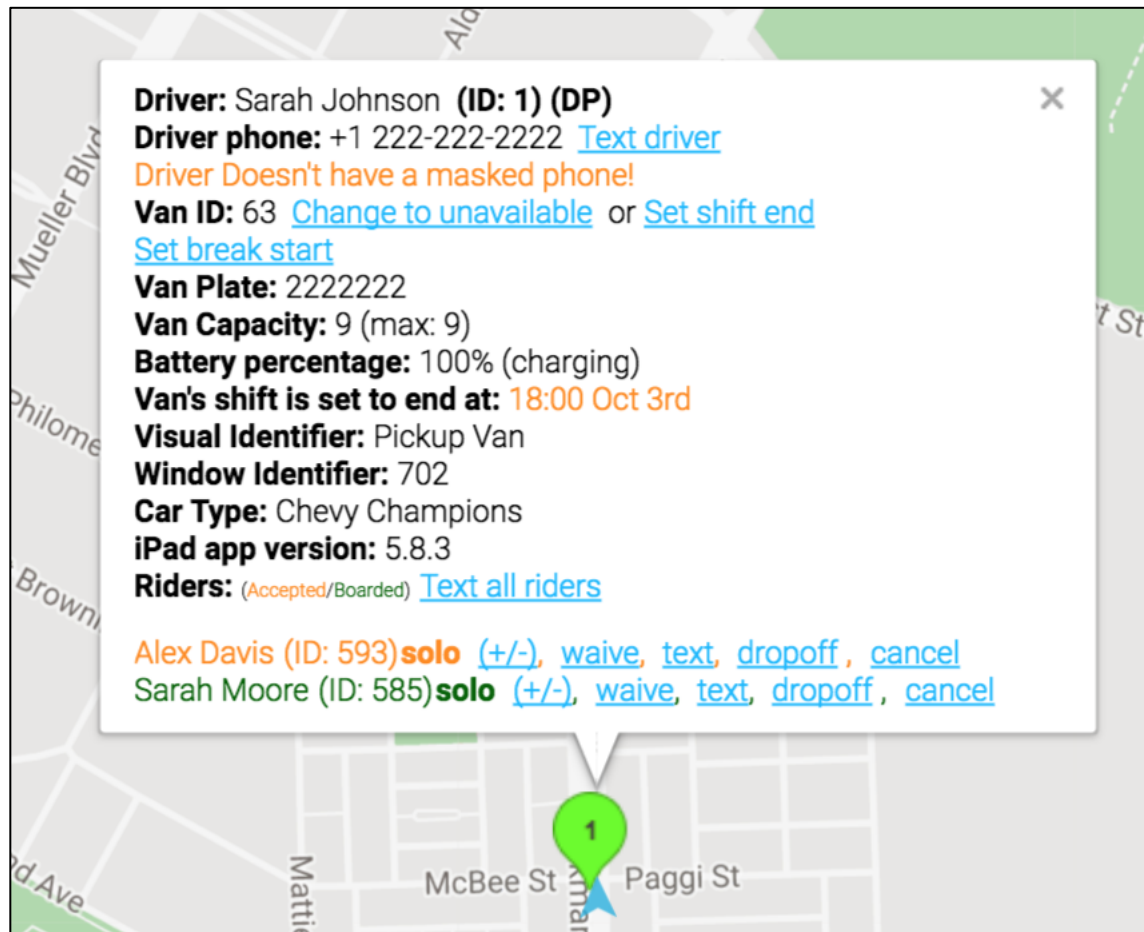 Ald
Driver: Sarah Johnson (ID: 1) (DP)
×
Driver phone: +1 222-222-2222 Text driver
Driver Doesn't have a masked phone!
Van ID: 63 Change to unavailable or Set shift end
Set break start
Van Plate: 2222222
Van Capacity: 9 (max: 9)
Battery percentage: 100% (charging)
Van's shift is set to end at: 18:00 Oct 3rd
Visual Identifier: Pickup Van
Window Identifier: 702
Car Type: Chevy Champions
iPad app version: 5.8.3
Riders: (Accepted/Boarded) Text all riders
Alex Davis (ID: 593)solo (+/-), waive, text, dropoff , cancel
Sarah Moore (ID: 585)solo (+/-), waive, text, dropoff , cancel
Mueller Blvd
t St
Philome
Browni
1
McBee St
Paggi St
kmar
Mattie
nd Ave